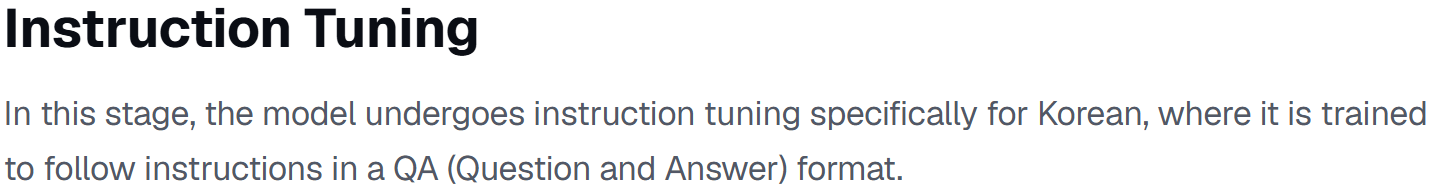 Instruction Tuning
In this stage, the model undergoes instruction tuning specifically for Korean, where it is trained
to follow instructions in a QA (Question and Answer) format.